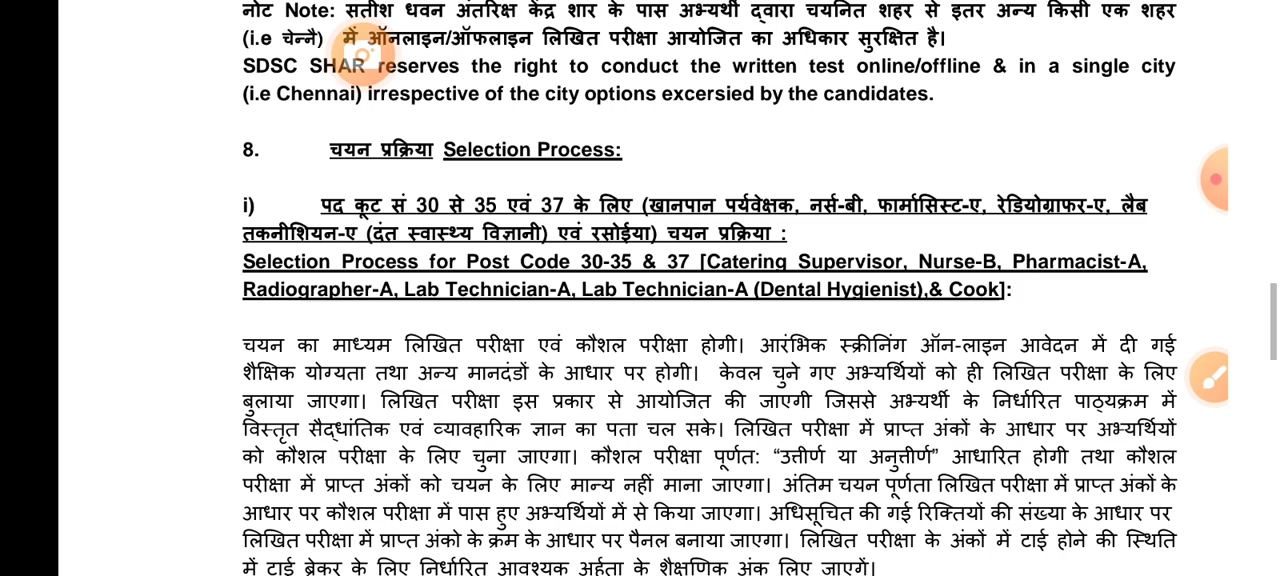 नोट Note: सतीश धवन अंतरिक्ष केंद्र शार के पास अभ्यर्थी द्वारा चयनित शहर से इतर अन्य किसी एक शहर
(i.e चेन्नै) में ऑनलाइन/ऑफलाइन लिखित परीक्षा आयोजित का अधिकार सुरक्षित है।
SDSC SHAR reserves the right to conduct the written test online/offline & in a single city
(i.e Chennai) irrespective of the city options excersied by the candidates.
8. चयन प्रक्रिया Selection Process:
i) पद कूट सं 30 से 35 एवं 37 के लिए (खानपान पर्यवेक्षक, नर्स-बी, फार्मासिस्ट-ए, रेडियोग्राफर-ए, लैब
तकनीशियन-ए (दंत स्वास्थ्य विज्ञानी) एवं रसोईया) चयन प्रक्रिया :
Selection Process for Post Code 30-35 & 37 [Catering Supervisor, Nurse-B, Pharmacist-A,
Radiographer-A, Lab Technician-A, Lab Technician-A (Dental Hygienist),& Cook]:
चयन का माध्यम लिखित परीक्षा एवं कौशल परीक्षा होगी। आरंभिक स्क्रीनिंग ऑन-लाइन आवेदन में दी गई
शैक्षिक योग्यता तथा अन्य मानदंडों के आधार पर होगी। केवल चुने गए अभ्यर्थियों को ही लिखित परीक्षा के लिए
बुलाया जाएगा। लिखित परीक्षा इस प्रकार से आयोजित की जाएगी जिससे अभ्यर्थी के निर्धारित पाठ्यक्रम में
विस्तृत सैद्धांतिक एवं व्यावहारिक ज्ञान का पता चल सके। लिखित परीक्षा में प्राप्त अंकों के आधार पर अभ्यर्थियों
को कौशल परीक्षा के लिए चुना जाएगा। कौशल परीक्षा पूर्णत: “उत्तीर्ण या अनुत्तीर्ण” आधारित होगी तथा कौशल
परीक्षा में प्राप्त अंकों को चयन के लिए मान्य नहीं माना जाएगा। अंतिम चयन पूर्णता लिखित परीक्षा में प्राप्त अंकों के
आधार पर कौशल परीक्षा में पास हुए अभ्यर्थियों में से किया जाएगा। अधिसूचित की गई रिक्तियों की संख्या के आधार पर
लिखित परीक्षा में प्राप्त अंको के क्रम के आधार पर पैनल बनाया जाएगा। लिखित परीक्षा के अंकों में टाई होने की स्थिति
में टाई ब्रेकर के लिए निर्धारित आवश्यक अर्हता के शैक्षणिक अंक लिए जाएगें।